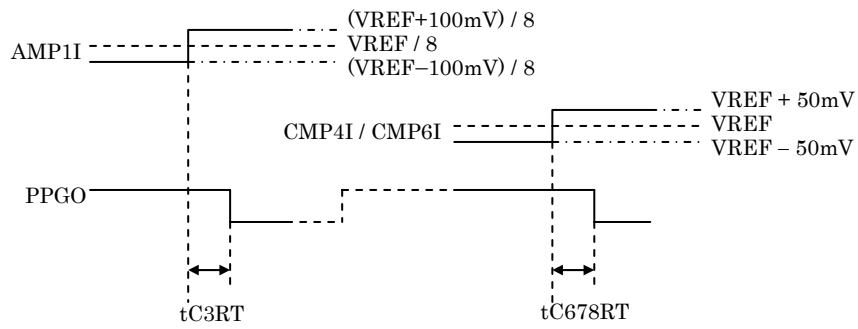 (VREF+100mV) / 8
AMP1I
VREF / 8
(VREF−100mV) / 8
VREF + 50mV
CMP4I / CMP6I
VREF
VREF – 50mV
PPGO
tC3RT
tC678RT